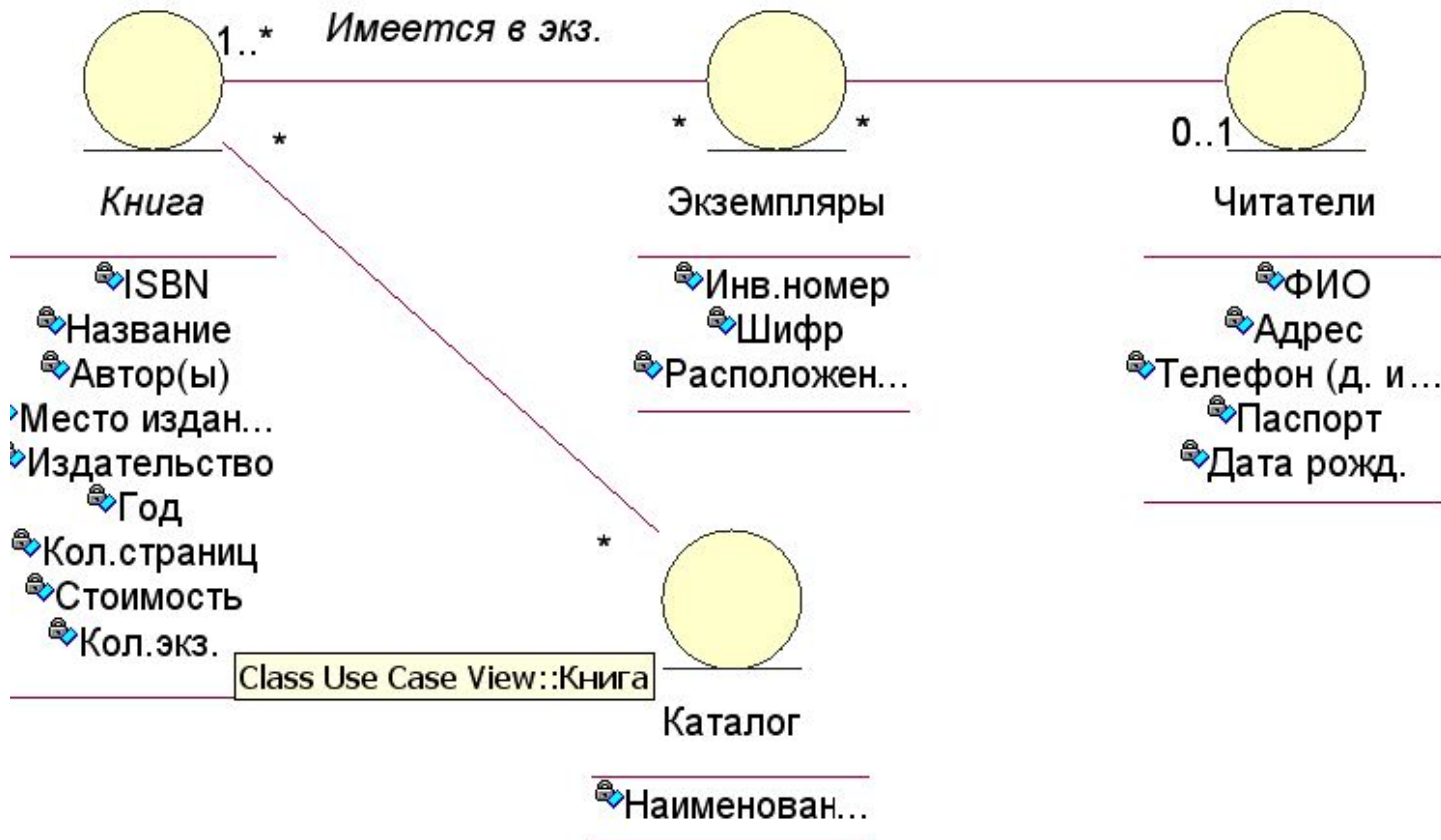 1..* Имеется в экз.
* * * 0..1
Книга
Экземпляры
Читатели
ISBN
Название
Автор(ы)
Место издан...
Издательство
Год
Кол.страниц
Стоимость
Кол.экз.
Инв.номер
Шифр
Расположен...
ФИО
Адрес
Телефон (д. и...
Паспорт
Дата рожд.
*
Class Use Case View::Книга
Каталог
Наименован...